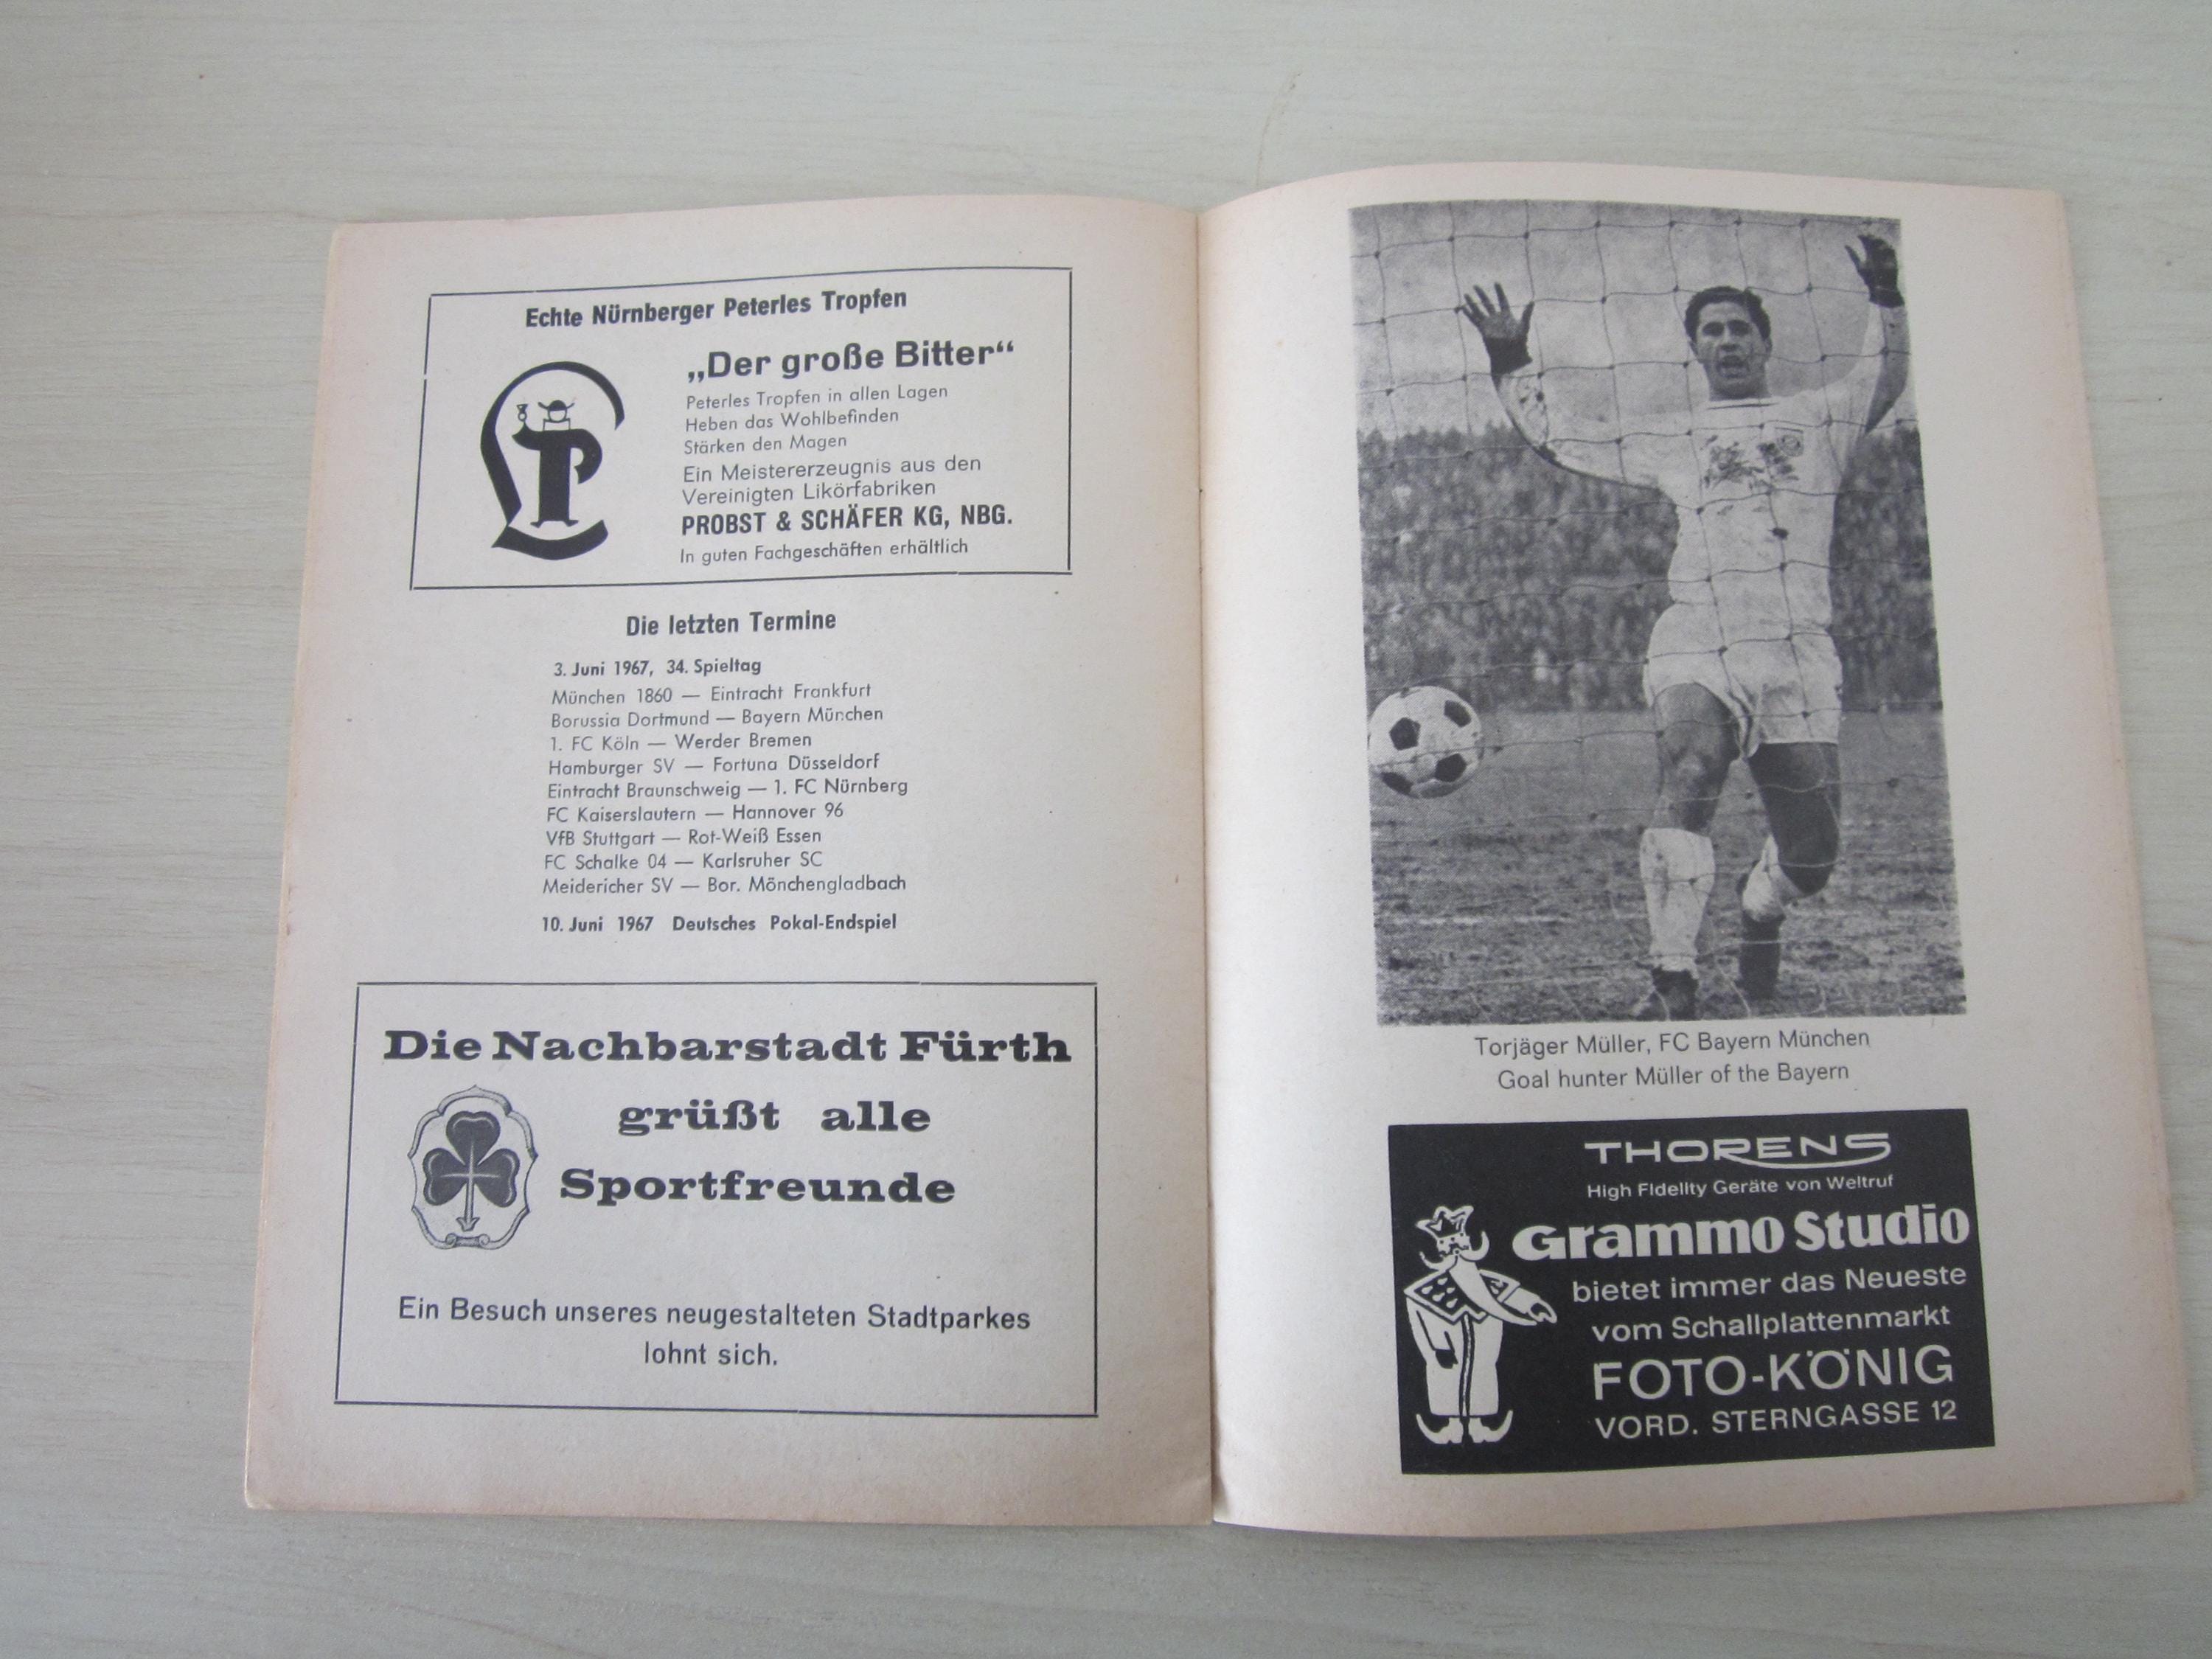 Echte Nürnberger Peterles Tropfen
„Der große Bitter“
Peterles Tropfen in allen Lagen
Heben das Wohlbefinden
Stärken den Magen
Ein Meistererzeugnis aus den
Vereinigten Likörfabriken
PROBST & SCHÄFER KG, NBG.
In guten Fachgeschäften erhältlich
Die letzten Termine
3. Juni 1967, 34. Spieltag
München 1860 — Eintracht Frankfurt
Borussia Dortmund — Bayern München
1. FC Köln — Werder Bremen
Hamburger SV — Fortuna Düsseldorf
Eintracht Braunschweig — 1. FC Nürnberg
FC Kaiserslautern — Hannover 96
VfB Stuttgart — Rot-Weiß Essen
FC Schalke 04 — Karlsruher SC
Meidericher SV — Bor. Mönchengladbach
10. Juni 1967 Deutsches Pokal-Endspiel
Die Nachbarstadt Fürth
grüßt alle
Sportfreunde
Ein Besuch unseres neugestalteten Stadtparkes
lohnt sich.
Torjäger Müller, FC Bayern München
Goal hunter Müller of the Bayern
THORENS
High Fidelity Geräte von Weltruf
Grammo Studio
bietet immer das Neueste
vom Schallplattenmarkt
FOTO-KÖNIG
VORD. STERNGASSE 12